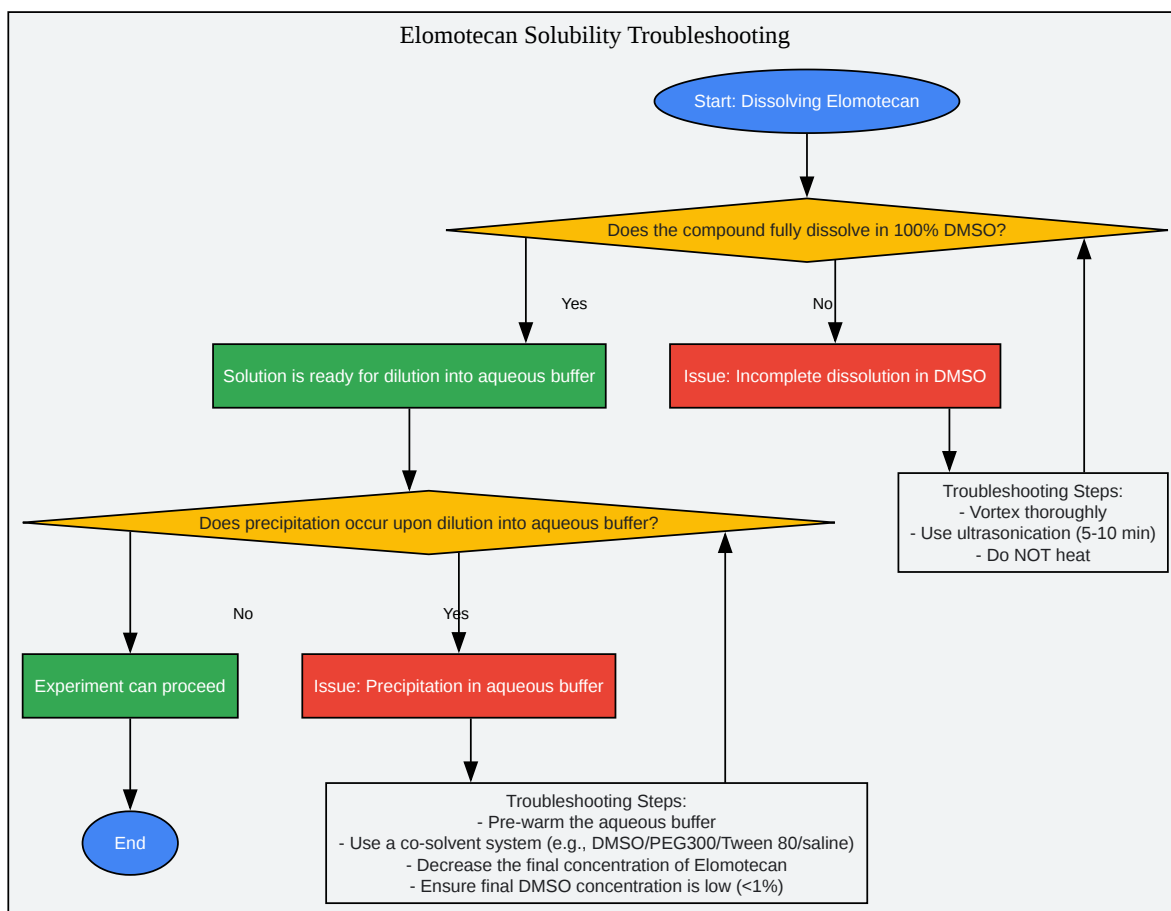 Elomotecan Solubility Troubleshooting
Start: Dissolving Elomotecan
Does the compound fully dissolve in 100% DMSO?
Yes
No
Solution is ready for dilution into aqueous buffer
Issue: Incomplete dissolution in DMSO
Troubleshooting Steps:
- Vortex thoroughly
- Use ultrasonication (5-10 min)
- Do NOT heat
Does precipitation occur upon dilution into aqueous buffer?
No
Yes
Experiment can proceed
Issue: Precipitation in aqueous buffer
Troubleshooting Steps:
- Pre-warm the aqueous buffer
- Use a co-solvent system (e.g., DMSO/PEG300/Tween 80/saline)
- Decrease the final concentration of Elomotecan
- Ensure final DMSO concentration is low (<1%)
End